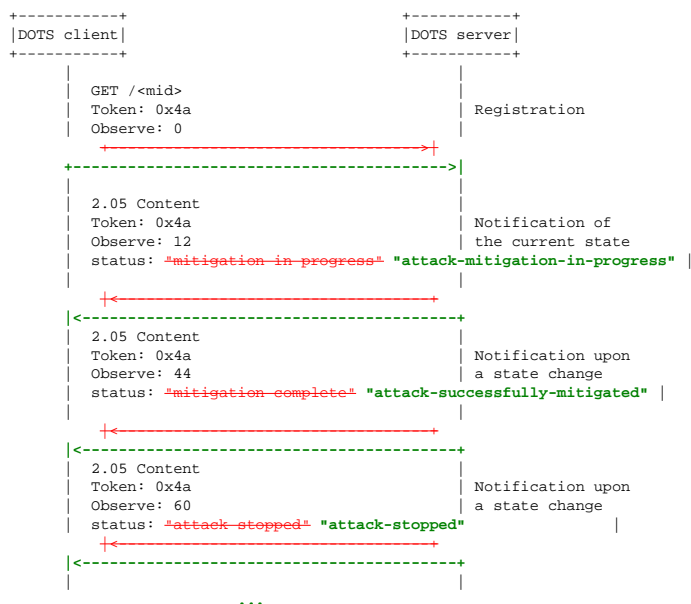 +-----------+ +-----------+
|DOTS client| |DOTS server|
+-----------+ +-----------+
| |
| GET /<mid> |
| Token: 0x4a | Registration
| Observe: 0 |
+---------------------------------->|
+---------------------------------------->|
| |
| 2.05 Content |
| Token: 0x4a | Notification of
| Observe: 12 | the current state
| status: "mitigation in progress" "attack-mitigation-in-progress" |
| |
|<----------------------------------+
|<----------------------------------------+
| 2.05 Content |
| Token: 0x4a | Notification upon
| Observe: 44 | a state change
| status: "mitigation complete" "attack-successfully-mitigated" |
| |
|<----------------------------------+
|<----------------------------------------+
| 2.05 Content |
| Token: 0x4a | Notification upon
| Observe: 60 | a state change
| status: "attack stopped" "attack-stopped" |
|<----------------------------------+
|<----------------------------------------+
| |
...